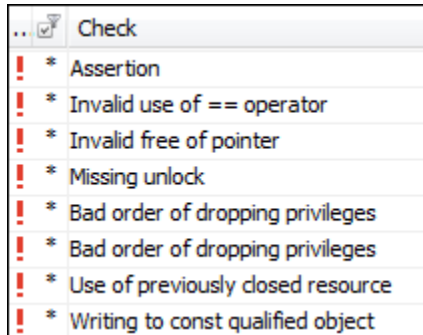 .. Check
! * Assertion
! * Invalid use of == operator
! * Invalid free of pointer
! * Missing unlock
! * Bad order of dropping privileges
! * Bad order of dropping privileges
! * Use of previously closed resource
! * Writing to const qualified object